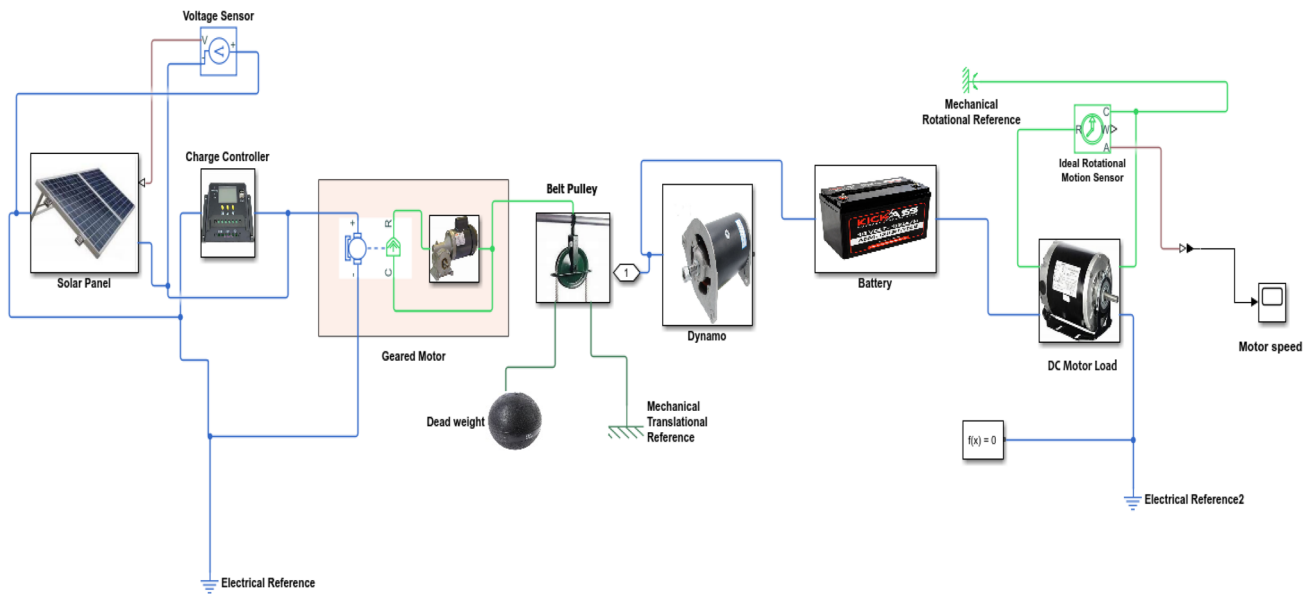 Voltage Sensor
V
+
-
Mechanical
Rotational Reference
C
R
W
A
Ideal Rotational
Motion Sensor
Charge Controller
Solar Panel
+
R
C
-
Geared Motor
Belt Pulley
1
Dynamo
KICKASS
Battery
DC Motor Load
Motor speed
Dead weight
Mechanical
Translational
Reference
f(x) = 0
Electrical Reference2
Electrical Reference